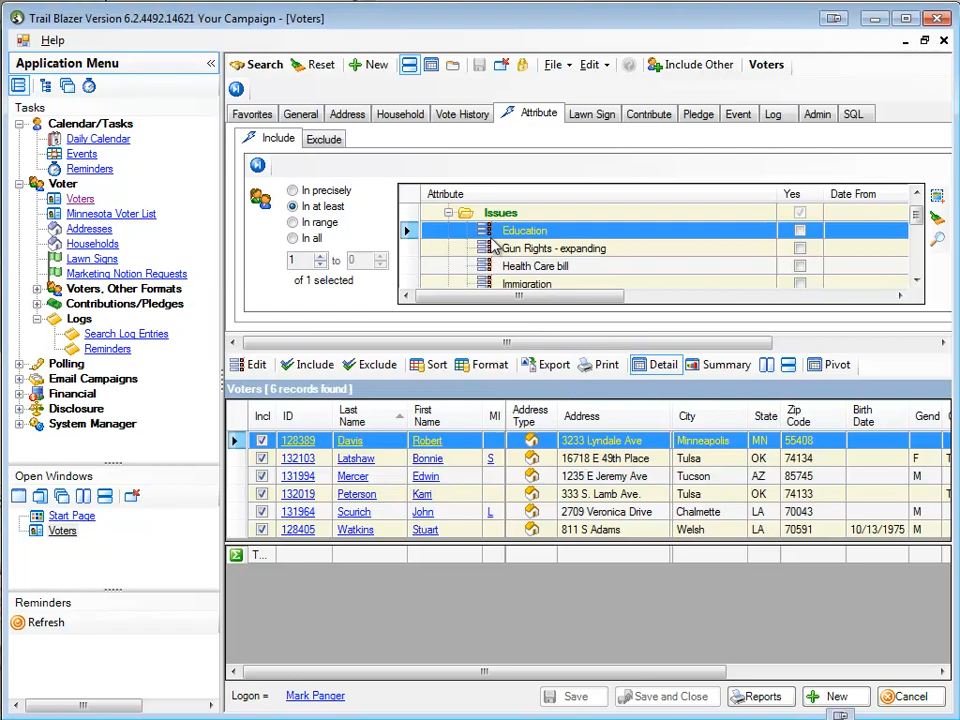 Trail Blazer Version 6.2.4492.14621 Your Campaign - [Voters]
Help
Application Menu
Search Reset New File Edit Include Other Voters
Tasks
Calendar/Tasks
Daily Calendar
Events
Reminders
Voter
Voters
Minnesota Voter List
Addresses
Households
Lawn Signs
Marketing Notion Requests
Voters, Other Formats
Contributions/Pledges
Logs
Search Log Entries
Reminders
Polling
Email Campaigns
Financial
Disclosure
System Manager
Open Windows
Start Page
Voters
Reminders
Refresh
Favorites General Address Household Vote History Attribute Lawn Sign Contribute Pledge Event Log Admin SQL
Include Exclude
In precisely
In at least
In range
In all
1 to 0
of 1 selected
Attribute Yes Date From
Issues
Education
Gun Rights - expanding
Health Care bill
Immigration
Edit Include Exclude Sort Format Export Print Detail Summary Pivot
Voters [ 6 records found ]
Incl ID Last Name First Name MI Address Type Address City State Zip Code Birth Date Gend
128389 Davis Robert 3233 Lyndale Ave Minneapolis MN 55408
132103 Latshaw Bonnie S 16718 E 49th Place Tulsa OK 74134 F
131994 Mercer Edwin 1235 E Jeremy Ave Tucson AZ 85745 M
132019 Peterson Karri 333 S. Lamb Ave. Tulsa OK 74133
131964 Scurich John L 2709 Veronica Drive Chalmette LA 70043 M
128405 Watkins Stuart 811 S Adams Welsh LA 70591 10/13/1975 M
T...
Logon = Mark Panger
Save Save and Close Reports New Cancel